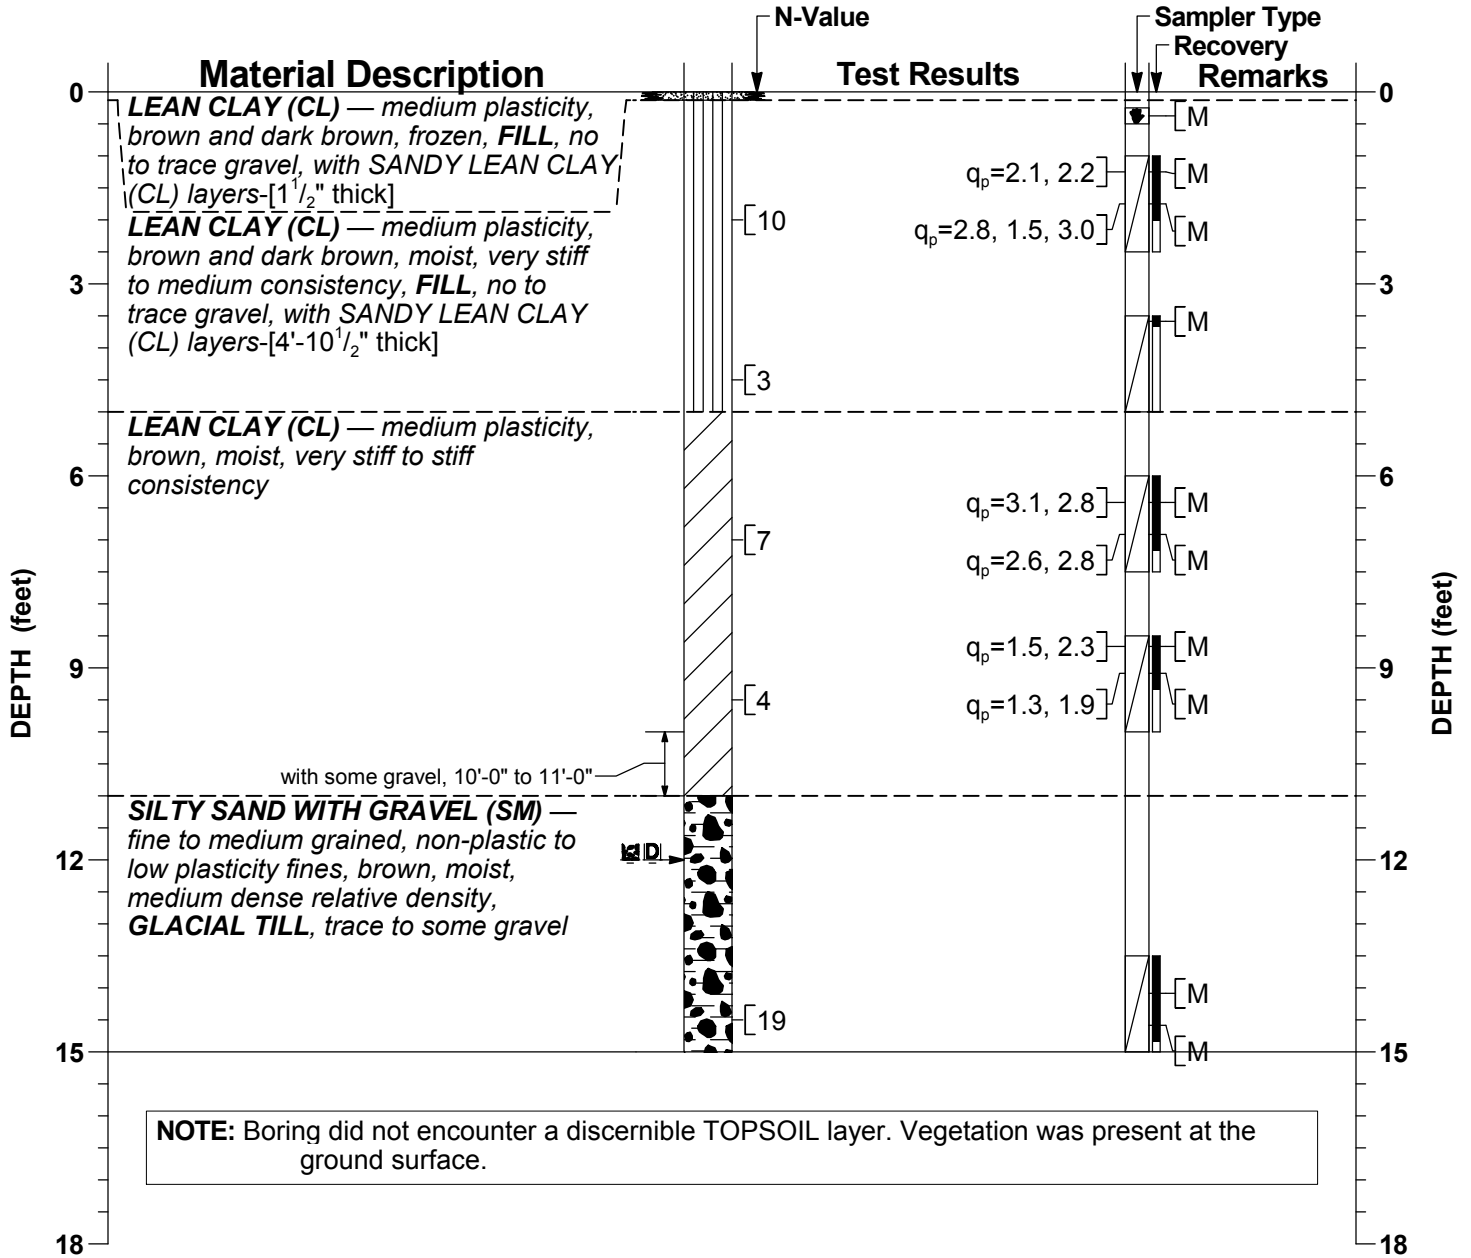 N-Value
Sampler Type
Recovery
Material Description
Test Results
Remarks
0
0
LEAN CLAY (CL) — medium plasticity,
brown and dark brown, frozen, FILL, no
to trace gravel, with SANDY LEAN CLAY
(CL) layers-[1 1/2" thick]
M
qp=2.1, 2.2
M
10
qp=2.8, 1.5, 3.0
M
LEAN CLAY (CL) — medium plasticity,
brown and dark brown, moist, very stiff
to medium consistency, FILL, no to
trace gravel, with SANDY LEAN CLAY
(CL) layers-[4'-10 1/2" thick]
3
3
M
3
LEAN CLAY (CL) — medium plasticity,
brown, moist, very stiff to stiff
consistency
6
6
qp=3.1, 2.8
M
7
qp=2.6, 2.8
M
DEPTH (feet)
DEPTH (feet)
qp=1.5, 2.3
M
9
9
4
qp=1.3, 1.9
M
with some gravel, 10'-0" to 11'-0"
SILTY SAND WITH GRAVEL (SM) —
fine to medium grained, non-plastic to
low plasticity fines, brown, moist,
medium dense relative density,
GLACIAL TILL, trace to some gravel
12
12
M
19
M
15
15
NOTE: Boring did not encounter a discernible TOPSOIL layer. Vegetation was present at the
ground surface.
18
18